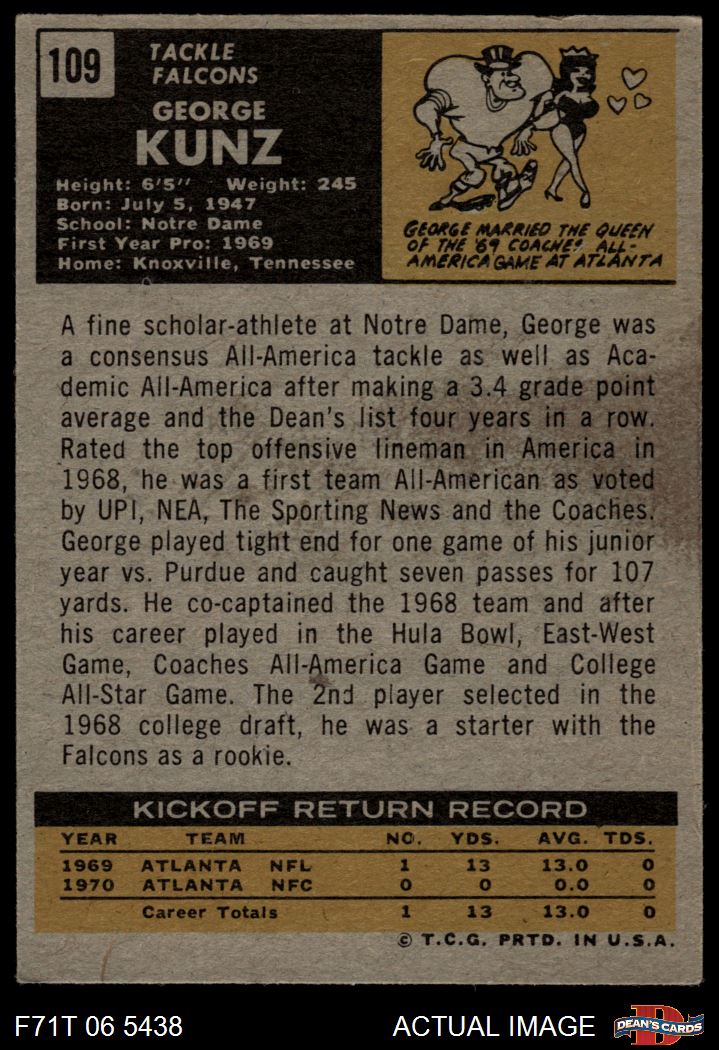 109
TACKLE
FALCONS
GEORGE
KUNZ
Height: 6'5" Weight: 245
Born: July 5, 1947
School: Notre Dame
First Year Pro: 1969
Home: Knoxville, Tennessee
GEORGE MARRIED THE QUEEN
OF THE '69 COACHES ALL-
AMERICA GAME AT ATLANTA
A fine scholar-athlete at Notre Dame, George was
a consensus All-America tackle as well as Aca-
demic All-America after making a 3.4 grade point
average and the Dean's list four years in a row.
Rated the top offensive lineman in America in
1968, he was a first team All-American as voted
by UPI, NEA, The Sporting News and the Coaches.
George played tight end for one game of his junior
year vs. Purdue and caught seven passes for 107
yards. He co-captained the 1968 team and after
his career played in the Hula Bowl, East-West
Game, Coaches All-America Game and College
All-Star Game. The 2nd player selected in the
1968 college draft, he was a starter with the
Falcons as a rookie.
KICKOFF RETURN RECORD
YEAR TEAM NO. YDS. AVG. TDS.
1969 ATLANTA NFL 1 13 13.0 0
1970 ATLANTA NFC 0 0 0.0 0
Career Totals 1 13 13.0 0
© T.C.G. PRTD. IN U.S.A.
F71T 06 5438 ACTUAL IMAGE D DEAN'S CARDS